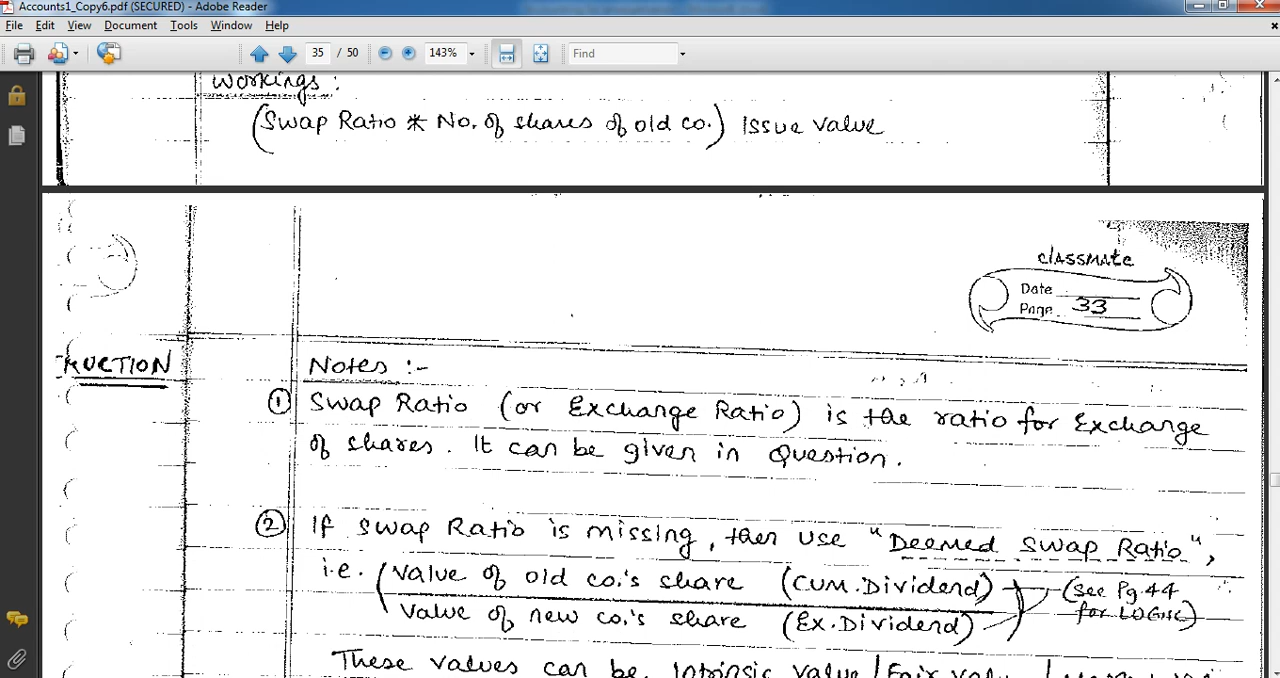 Accounts1_Copy6.pdf (SECURED) - Adobe Reader
File Edit View Document Tools Window Help
35 / 50 143% Find
Workings :
(Swap Ratio * No. of shares of old co.) Issue value
classmate
Date
Page 33
RUCTION
Notes :-
① Swap Ratio (or Exchange Ratio) is the ratio for Exchange
of shares. It can be given in Question.
② If Swap Ratio is missing, then use "Deemed Swap Ratio",
i.e. (Value of old co.'s share (CUM. Dividend)
Value of new co.'s share (Ex. Dividend))
(see Pg. 44
for LOGIC)
These values can be Intrinsic value / Fair value /